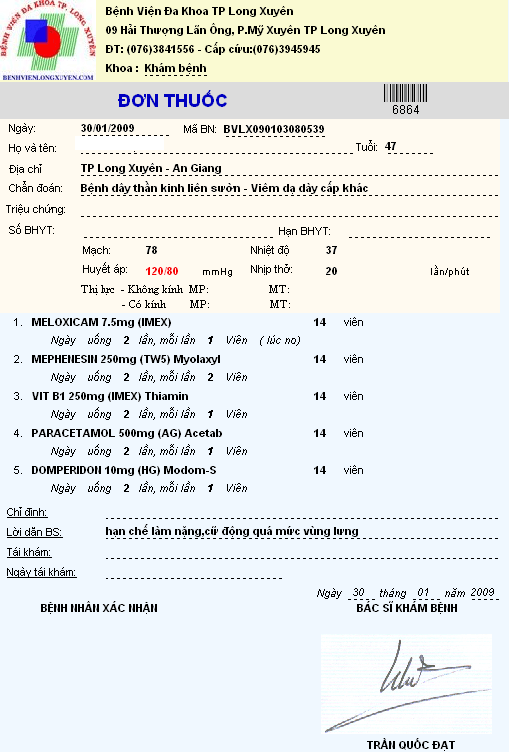 BỆNH VIỆN ĐA KHOA TP LONG XUYÊN
BENHVIENLONGXUYEN.COM
Bệnh Viện Đa Khoa TP Long Xuyên
09 Hải Thượng Lãn Ông, P.Mỹ Xuyên TP Long Xuyên
ĐT: (076)3841556 - Cấp cứu:(076)3945945
Khoa : Khám bệnh
ĐƠN THUỐC
6864
Ngày: 30/01/2009 Mã BN: BVLX090103080539
Họ và tên: Tuổi: 47
Địa chỉ TP Long Xuyên - An Giang
Chẩn đoán: Bệnh dây thần kinh liên sườn - Viêm dạ dày cấp khác
Triệu chứng:
Số BHYT: Hạn BHYT:
Mạch: 78 Nhiệt độ 37
Huyết áp: 120/80 mmHg Nhịp thở: 20 lần/phút
Thị lực - Không kính MP: MT:
- Có kính MP: MT:
1. MELOXICAM 7.5mg (IMEX) 14 viên
Ngày uống 2 lần, mỗi lần 1 Viên ( lúc no)
2. MEPHENESIN 250mg (TW5) Myolaxyl 14 viên
Ngày uống 2 lần, mỗi lần 2 Viên
3. VIT B1 250mg (IMEX) Thiamin 14 viên
Ngày uống 2 lần, mỗi lần 1 Viên
4. PARACETAMOL 500mg (AG) Acetab 14 viên
Ngày uống 2 lần, mỗi lần 1 Viên
5. DOMPERIDON 10mg (HG) Modom-S 14 viên
Ngày uống 2 lần, mỗi lần 1 Viên
Chỉ định:
Lời dặn BS: hạn chế làm nặng,cữ động quá mức vùng lưng
Tái khám:
Ngày tái khám:
Ngày 30 tháng 01 năm 2009
BỆNH NHÂN XÁC NHẬN BÁC SĨ KHÁM BỆNH
TRẦN QUỐC ĐẠT